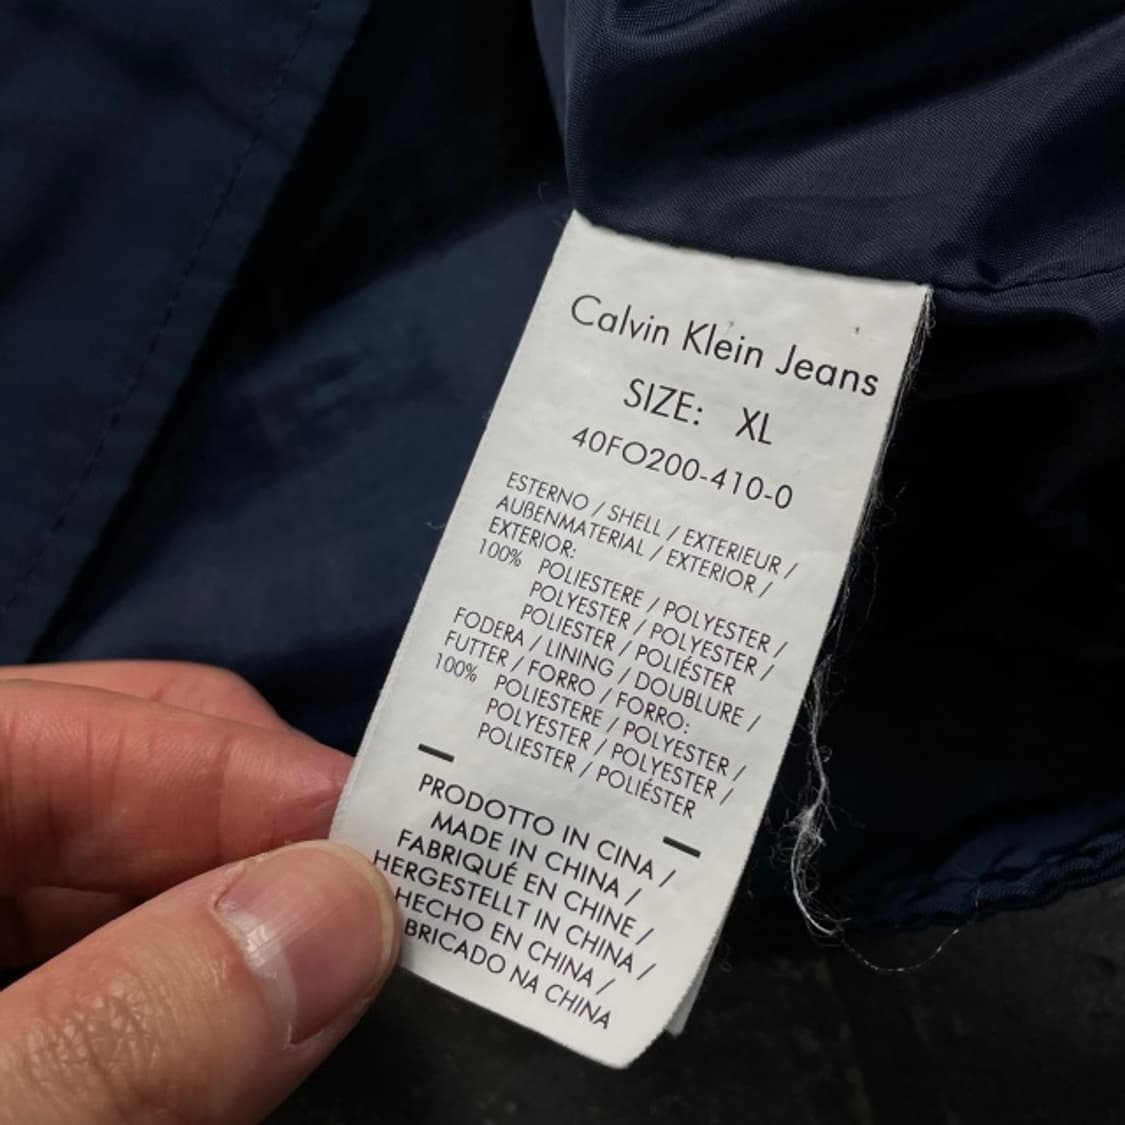 Calvin Klein Jeans
SIZE: XL
40FO200-410-0
ESTERNO / SHELL / EXTERIEUR /
AUßENMATERIAL / EXTERIOR /
EXTERIOR:
100% POLIESTERE / POLYESTER /
POLYESTER / POLYESTER /
POLIESTER / POLIÉSTER
FODERA / LINING / DOUBLURE /
FUTTER / FORRO / FORRO:
100% POLIESTERE / POLYESTER /
POLYESTER / POLYESTER /
POLIESTER / POLIÉSTER
PRODOTTO IN CINA /
MADE IN CHINA /
FABRIQUÉ EN CHINE /
HERGESTELLT IN CHINA /
HECHO EN CHINA /
BRICADO NA CHINA